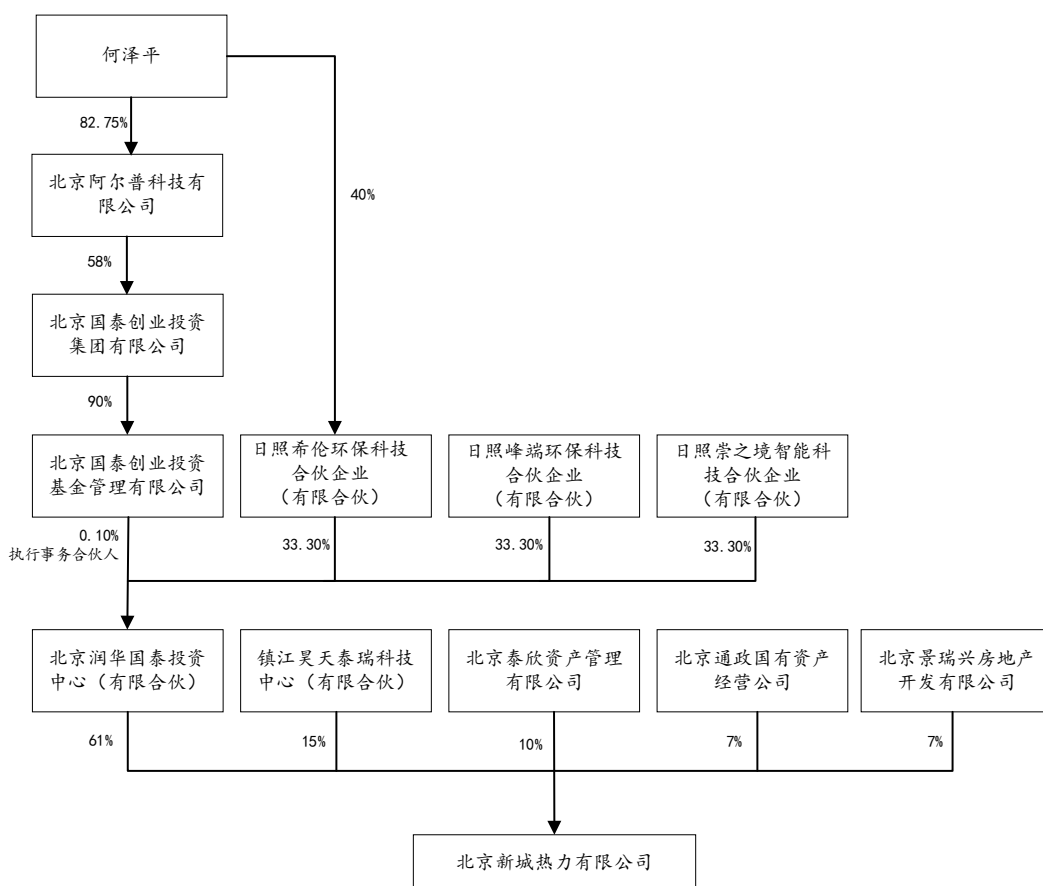 何泽平
82.75%
40%
北京阿尔普科技有
限公司
58%
北京国泰创业投资
集团有限公司
90%
北京国泰创业投资
基金管理有限公司
日照希伦环保科技
合伙企业
（有限合伙）
日照峰端环保科技
合伙企业
（有限合伙）
日照崇之境智能科
技合伙企业
（有限合伙）
0.10%
执行事务合伙人
33.30%
33.30%
33.30%
北京润华国泰投资
中心（有限合伙）
镇江昊天泰瑞科技
中心（有限合伙）
北京泰欣资产管理
有限公司
北京通政国有资产
经营公司
北京景瑞兴房地产
开发有限公司
61%
15%
10%
7%
7%
北京新城热力有限公司